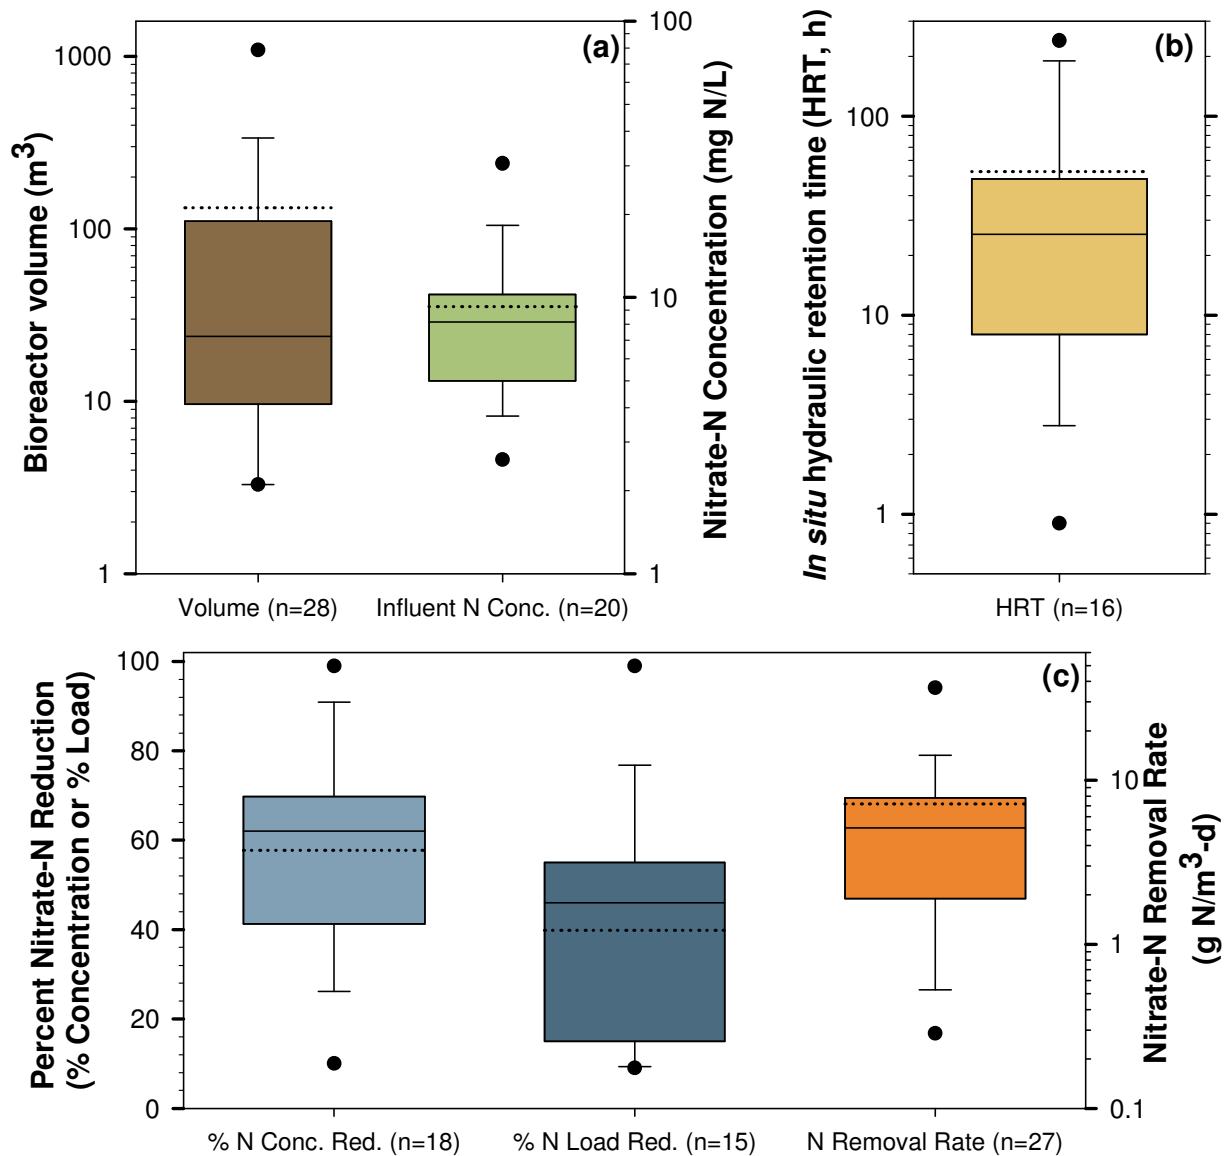 (a)
Bioreactor volume (m³)
1000
100
10
1
Nitrate-N Concentration (mg N/L)
100
10
1
Volume (n=28)
Influent N Conc. (n=20)
(b)
In situ hydraulic retention time (HRT, h)
100
10
1
HRT (n=16)
(c)
Percent Nitrate-N Reduction
(% Concentration or % Load)
100
80
60
40
20
0
Nitrate-N Removal Rate
(g N/m³-d)
10
1
0.1
% N Conc. Red. (n=18)
% N Load Red. (n=15)
N Removal Rate (n=27)